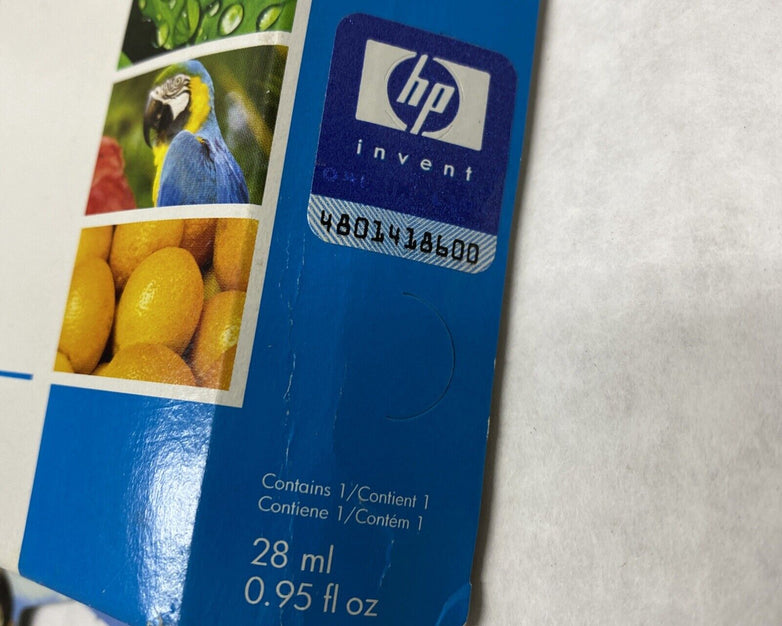 hp
invent
4801418600
Contains 1/Contient 1
Contiene 1/Contém 1
28 ml
0.95 fl oz